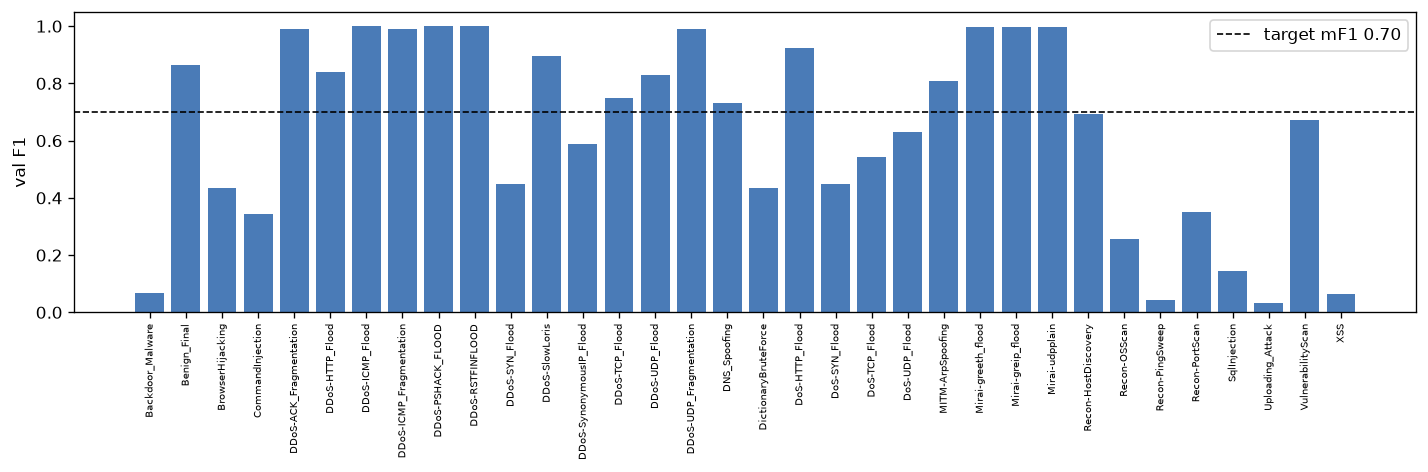 target mF1 0.70
val F1
1.0
0.8
0.6
0.4
0.2
0.0
Backdoor_Malware
Benign_Final
BrowserHijacking
CommandInjection
DDoS-ACK_Fragmentation
DDoS-HTTP_Flood
DDoS-ICMP_Flood
DDoS-ICMP_Fragmentation
DDoS-PSHACK_FLOOD
DDoS-RSTFINFLOOD
DDoS-SYN_Flood
DDoS-SlowLoris
DDoS-SynonymousIP_Flood
DDoS-TCP_Flood
DDoS-UDP_Flood
DDoS-UDP_Fragmentation
DNS_Spoofing
DictionaryBruteForce
DoS-HTTP_Flood
DoS-SYN_Flood
DoS-TCP_Flood
DoS-UDP_Flood
MITM-ArpSpoofing
Mirai-greeth_flood
Mirai-greip_flood
Mirai-udpplain
Recon-HostDiscovery
Recon-OSScan
Recon-PingSweep
Recon-PortScan
SqlInjection
Uploading_Attack
VulnerabilityScan
XSS